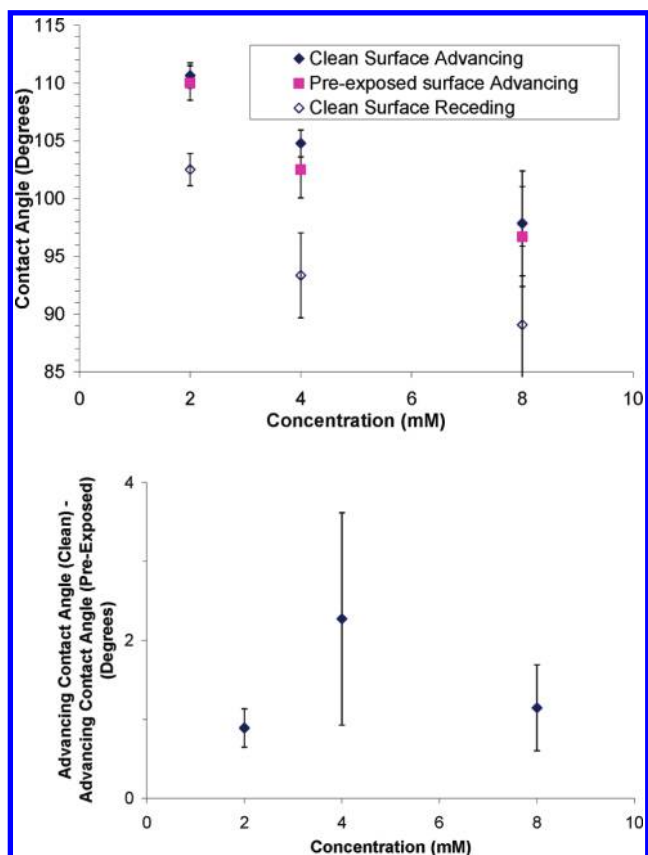 115
110
105
100
95
90
85
Contact Angle (Degrees)
Clean Surface Advancing
Pre-exposed surface Advancing
Clean Surface Receding
0 2 4 6 8 10
Concentration (mM)
4
2
0
Advancing Contact Angle (Clean) -
Advancing Contact Angle (Pre-Exposed)
(Degrees)
0 2 4 6 8 10
Concentration (mM)